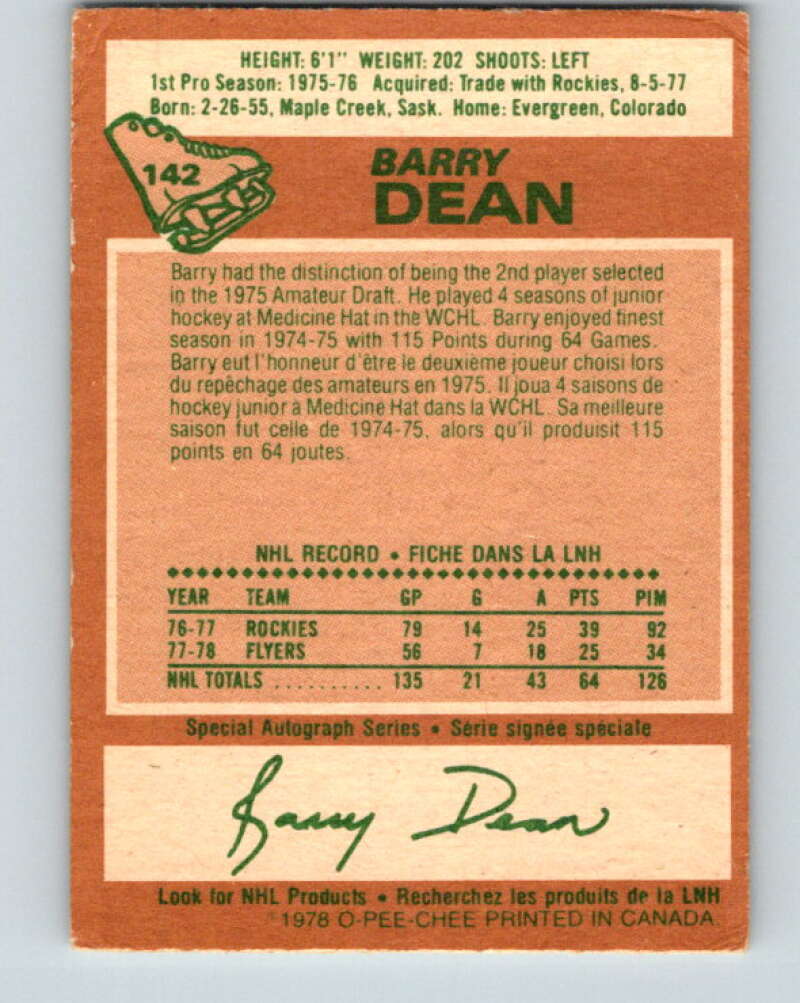 HEIGHT: 6'1" WEIGHT: 202 SHOOTS: LEFT
1st Pro Season: 1975-76 Acquired: Trade with Rockies, 8-5-77
Born: 2-26-55, Maple Creek, Sask. Home: Evergreen, Colorado
142
BARRY
DEAN
Barry had the distinction of being the 2nd player selected
in the 1975 Amateur Draft. He played 4 seasons of junior
hockey at Medicine Hat in the WCHL. Barry enjoyed finest
season in 1974-75 with 115 Points during 64 Games.
Barry eut l'honneur d'être le deuxième joueur choisi lors
du repêchage des amateurs en 1975. Il joua 4 saisons de
hockey junior à Medicine Hat dans la WCHL. Sa meilleure
saison fut celle de 1974-75, alors qu'il produisit 115
points en 64 joutes.
NHL RECORD • FICHE DANS LA LNH
YEAR TEAM GP G A PTS PIM
76-77 ROCKIES 79 14 25 39 92
77-78 FLYERS 56 7 18 25 34
NHL TOTALS .......... 135 21 43 64 126
Special Autograph Series • Série signée spéciale
Barry Dean
Look for NHL Products • Recherchez les produits de la LNH
©1978 O-PEE-CHEE PRINTED IN CANADA.